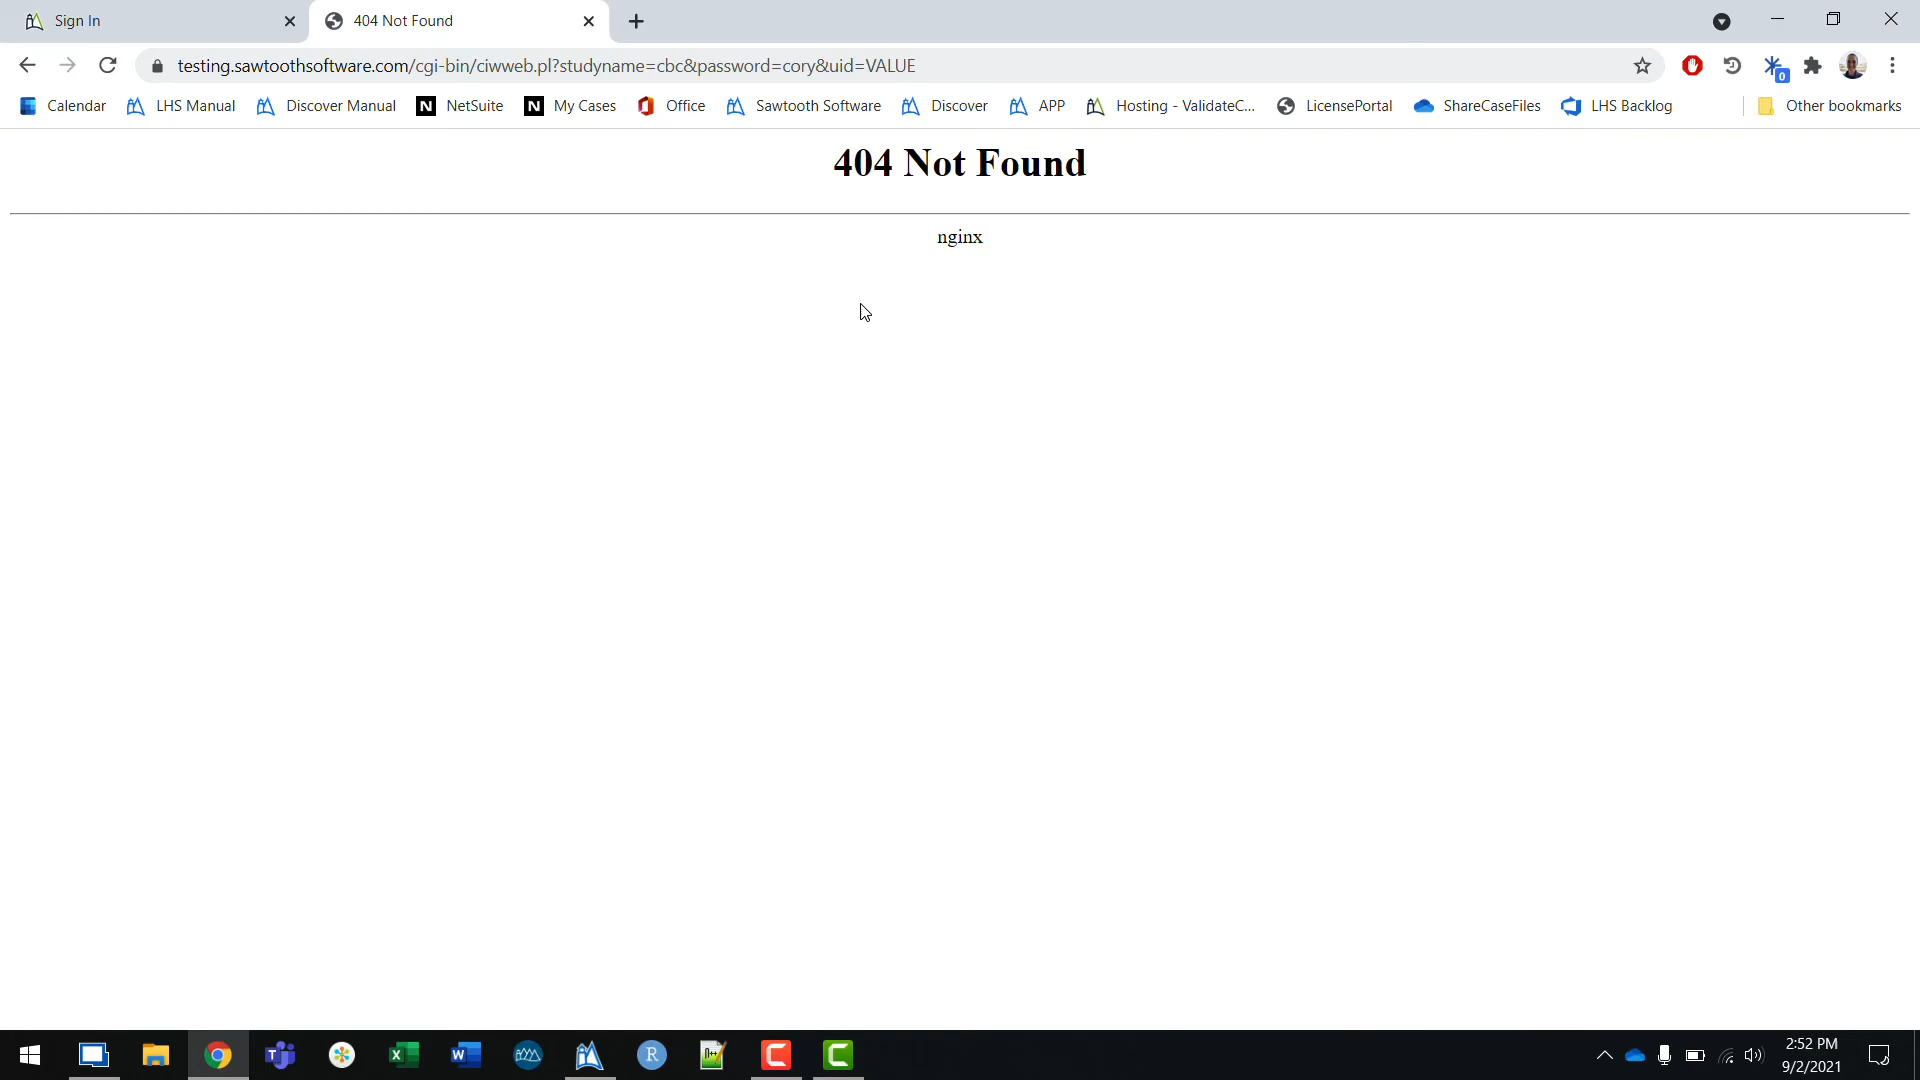 Sign In
404 Not Found
testing.sawtoothsoftware.com/cgi-bin/ciwweb.pl?studyname=cbc&password=cory&uid=VALUE
0
Calendar LHS Manual Discover Manual NetSuite My Cases Office Sawtooth Software Discover APP Hosting - ValidateC... LicensePortal ShareCaseFiles LHS Backlog Other bookmarks
404 Not Found
nginx
2:52 PM
9/2/2021